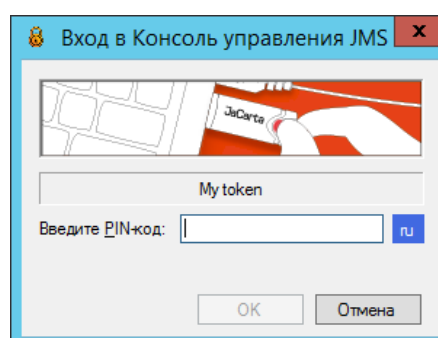 Вход в Консоль управления JMS
JaCarta
My token
Введите PIN-код:
ru
OK
Отмена